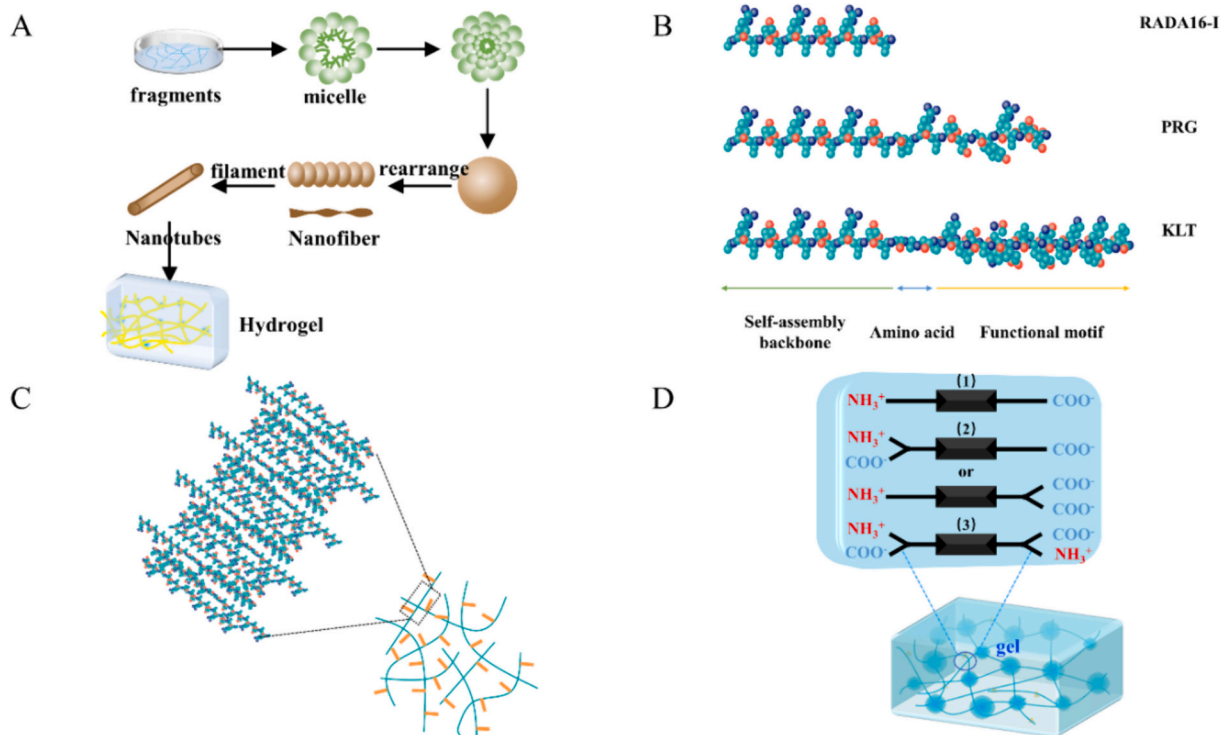 A
fragments
micelle
filament
rearrange
Nanotubes
Nanofiber
Hydrogel
B
RADA16-I
PRG
KLT
Self-assembly
backbone
Amino acid
Functional motif
C
D
(1)
NH₃⁺ COO⁻
(2)
NH₃⁺
COO⁻ COO⁻
or
NH₃⁺ COO⁻
COO⁻
(3)
NH₃⁺ COO⁻
COO⁻ NH₃⁺
gel